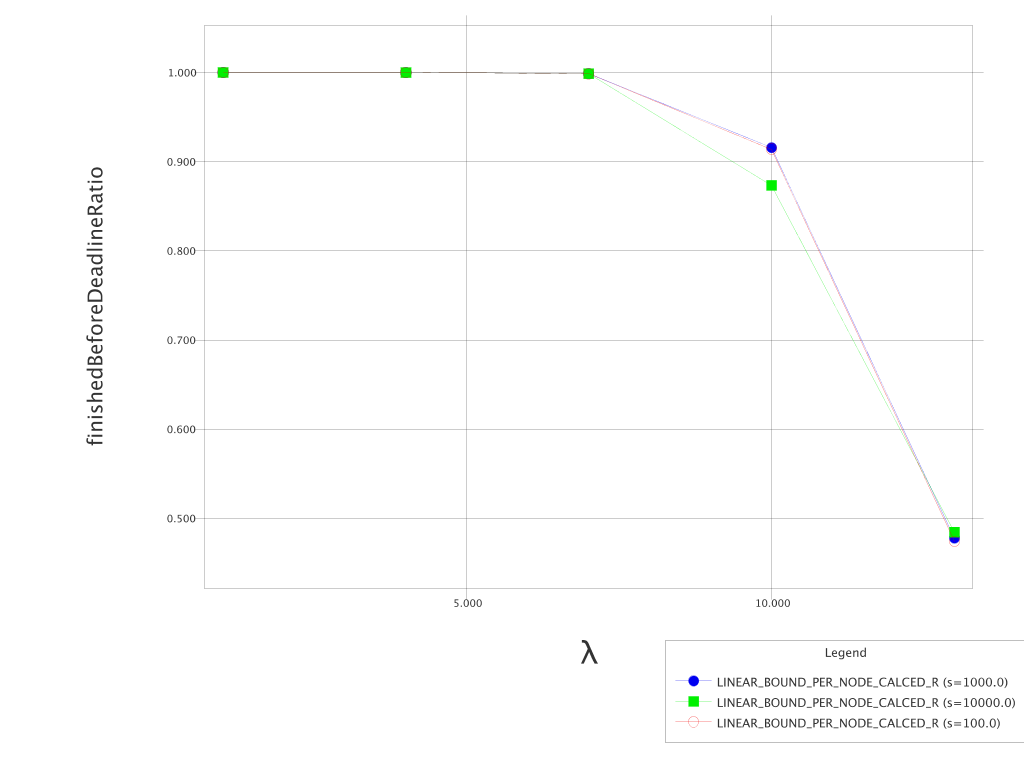 1.000
0.900
0.800
0.700
0.600
0.500
finishedBeforeDeadlineRatio
5.000
10.000
λ
Legend
LINEAR_BOUND_PER_NODE_CALCED_R (s=1000.0)
LINEAR_BOUND_PER_NODE_CALCED_R (s=10000.0)
LINEAR_BOUND_PER_NODE_CALCED_R (s=100.0)